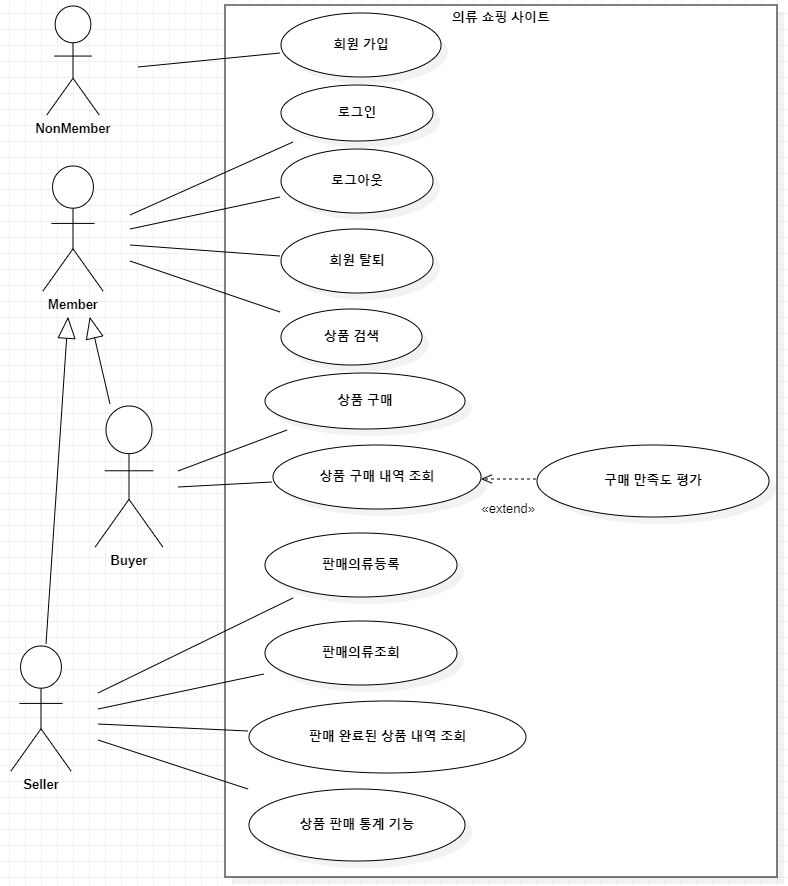 의류 쇼핑 사이트
회원 가입
NonMember
로그인
로그아웃
회원 탈퇴
Member
상품 검색
상품 구매
상품 구매 내역 조회
구매 만족도 평가
«extend»
Buyer
판매의류등록
판매의류조회
판매 완료된 상품 내역 조회
Seller
상품 판매 통계 기능